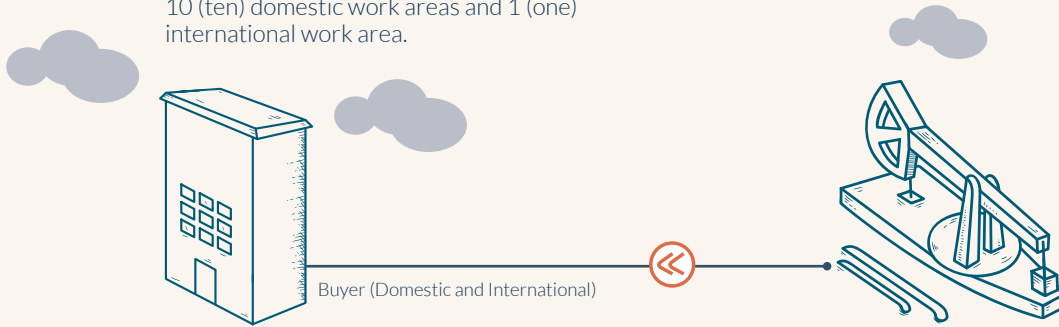 10 (ten) domestic work areas and 1 (one)
international work area.
Buyer (Domestic and International)